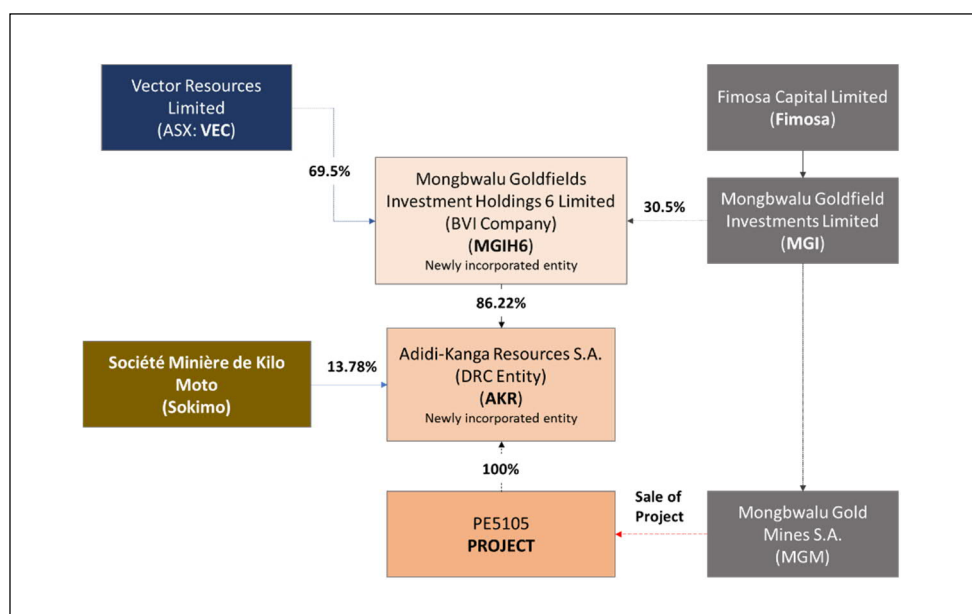 Vector Resources
Limited
(ASX: VEC)
Fimosa Capital Limited
(Fimosa)
69.5%
Mongbwalu Goldfields
Investment Holdings 6 Limited
(BVI Company)
(MGIH6)
Newly incorporated entity
30.5%
Mongbwalu Goldfield
Investments Limited
(MGI)
86.22%
Société Minière de Kilo
Moto
(Sokimo)
13.78%
Adidi-Kanga Resources S.A.
(DRC Entity)
(AKR)
Newly incorporated entity
100%
PE5105
PROJECT
Sale of
Project
Mongbwalu Gold
Mines S.A.
(MGM)